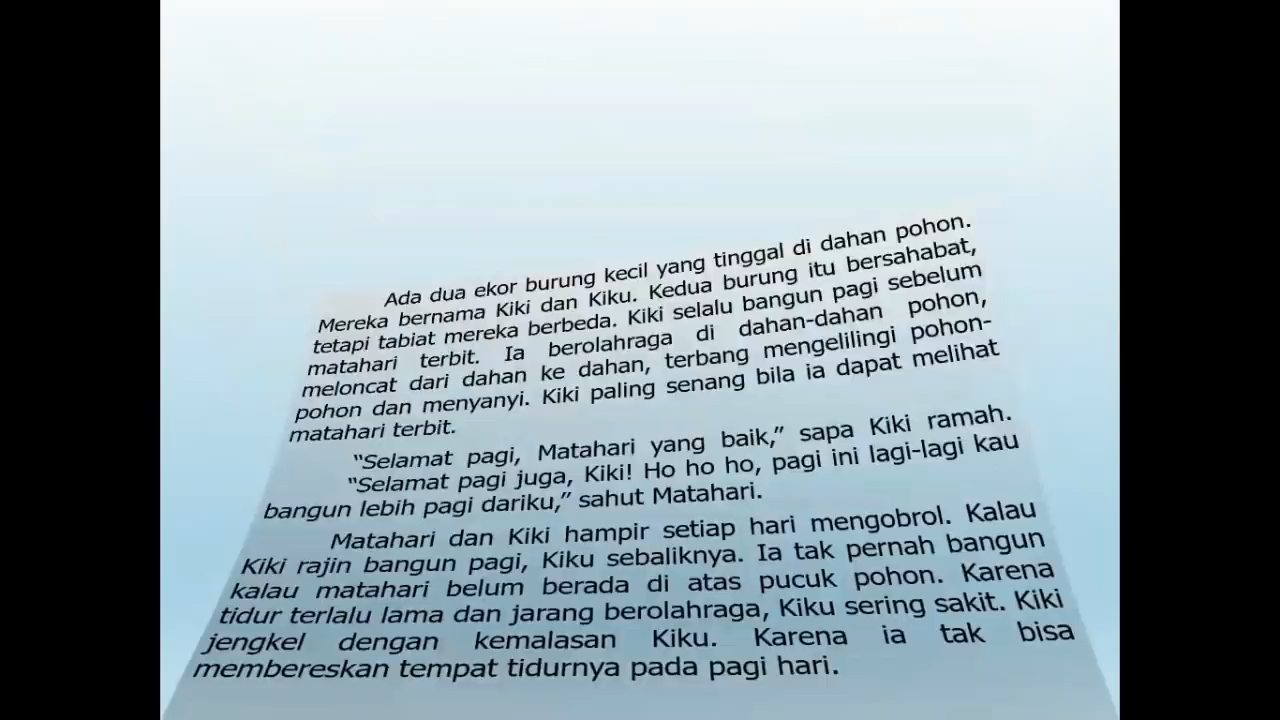 Ada dua ekor burung kecil yang tinggal di dahan pohon.
Mereka bernama Kiki dan Kiku. Kedua burung itu bersahabat,
tetapi tabiat mereka berbeda. Kiki selalu bangun pagi sebelum
matahari terbit. Ia berolahraga di dahan-dahan pohon,
meloncat dari dahan ke dahan, terbang mengelilingi pohon-
pohon dan menyanyi. Kiki paling senang bila ia dapat melihat
matahari terbit.
“Selamat pagi, Matahari yang baik,” sapa Kiki ramah.
“Selamat pagi juga, Kiki! Ho ho ho, pagi ini lagi-lagi kau
bangun lebih pagi dariku,” sahut Matahari.
Matahari dan Kiki hampir setiap hari mengobrol. Kalau
Kiki rajin bangun pagi, Kiku sebaliknya. Ia tak pernah bangun
kalau matahari belum berada di atas pucuk pohon. Karena
tidur terlalu lama dan jarang berolahraga, Kiku sering sakit. Kiki
jengkel dengan kemalasan Kiku. Karena ia tak bisa
membereskan tempat tidurnya pada pagi hari.